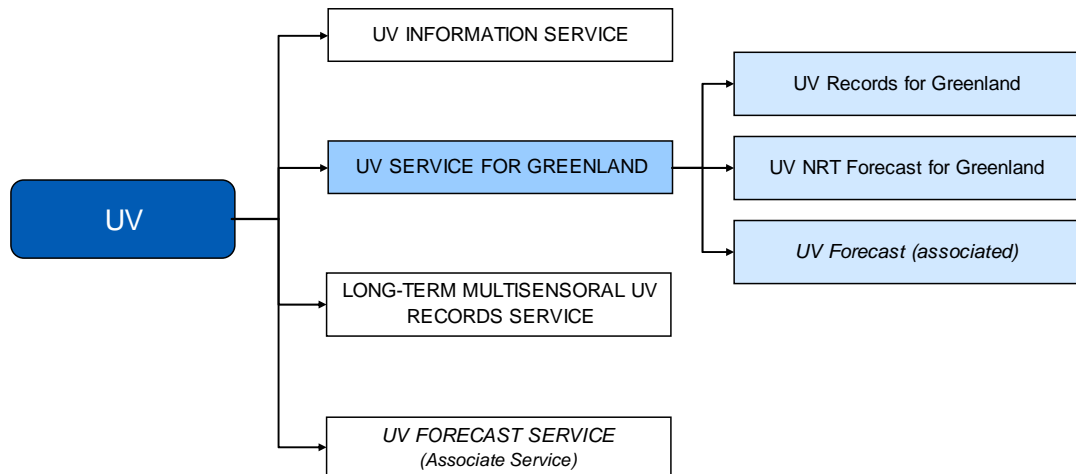 UV
UV INFORMATION SERVICE
UV SERVICE FOR GREENLAND
LONG-TERM MULTISENSORAL UV
RECORDS SERVICE
UV FORECAST SERVICE
(Associate Service)
UV Records for Greenland
UV NRT Forecast for Greenland
UV Forecast (associated)